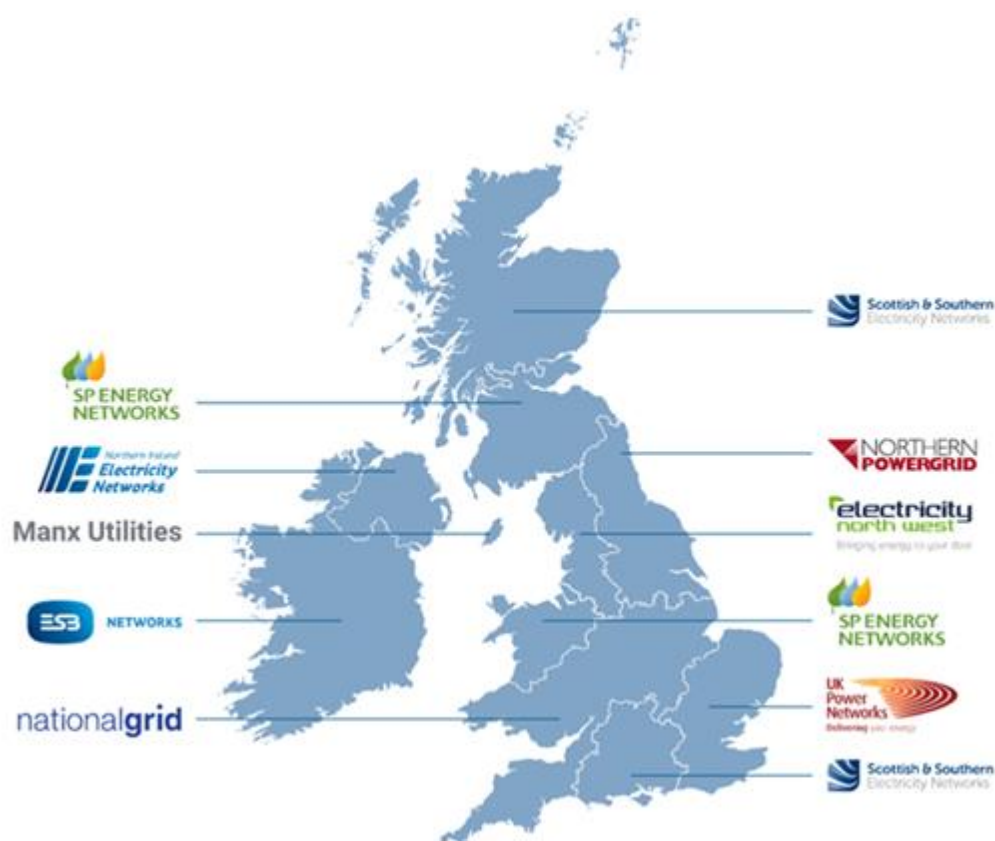 Scottish & Southern
Electricity Networks
SP ENERGY
NETWORKS
Northern Ireland
Electricity
Networks
NORTHERN
POWERGRID
Manx Utilities
electricity
north west
Bringing energy to your door
ESB NETWORKS
SP ENERGY
NETWORKS
nationalgrid
UK
Power
Networks
Delivering your energy
Scottish & Southern
Electricity Networks